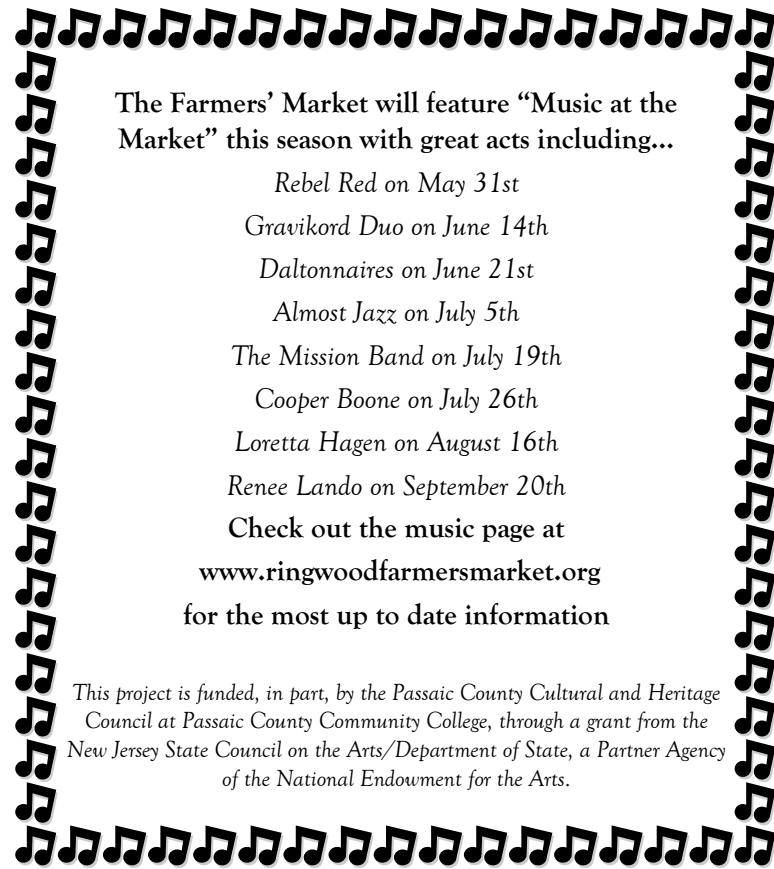 The Farmers’ Market will feature “Music at the
Market” this season with great acts including...
Rebel Red on May 31st
Gravikord Duo on June 14th
Daltonnaires on June 21st
Almost Jazz on July 5th
The Mission Band on July 19th
Cooper Boone on July 26th
Loretta Hagen on August 16th
Renee Lando on September 20th
Check out the music page at
www.ringwoodfarmersmarket.org
for the most up to date information
This project is funded, in part, by the Passaic County Cultural and Heritage
Council at Passaic County Community College, through a grant from the
New Jersey State Council on the Arts/Department of State, a Partner Agency
of the National Endowment for the Arts.